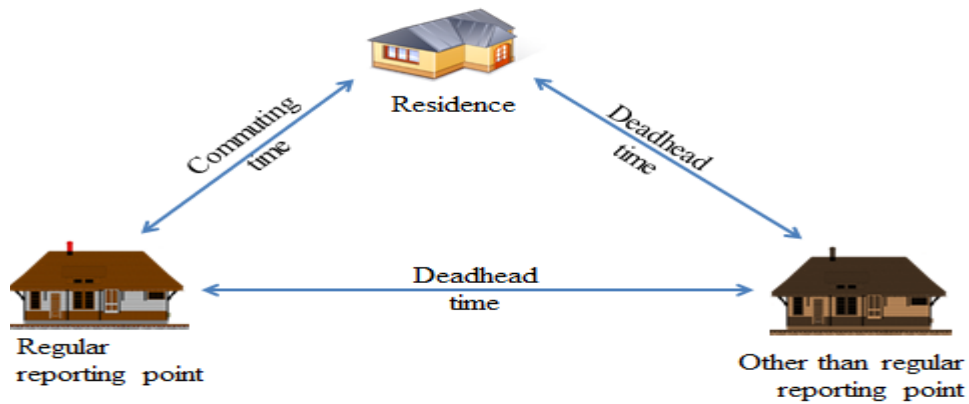 Residence
Commuting
time
Deadhead
time
Deadhead
time
Regular
reporting point
Other than regular
reporting point